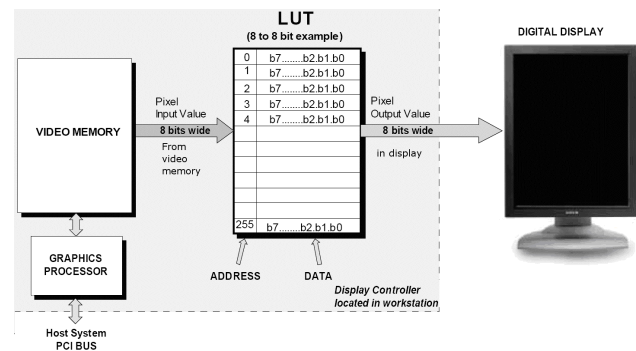 LUT
(8 to 8 bit example)
DIGITAL DISPLAY
0 b7.......b2.b1.b0
1 b7.......b2.b1.b0
2 b7.......b2.b1.b0
3 b7.......b2.b1.b0
4 b7.......b2.b1.b0
255 b7.......b2.b1.b0
VIDEO MEMORY
Pixel
Input Value
8 bits wide
From
video
memory
Pixel
Output Value
8 bits wide
in display
GRAPHICS
PROCESSOR
ADDRESS
DATA
Display Controller
located in workstation
Host System
PCI BUS